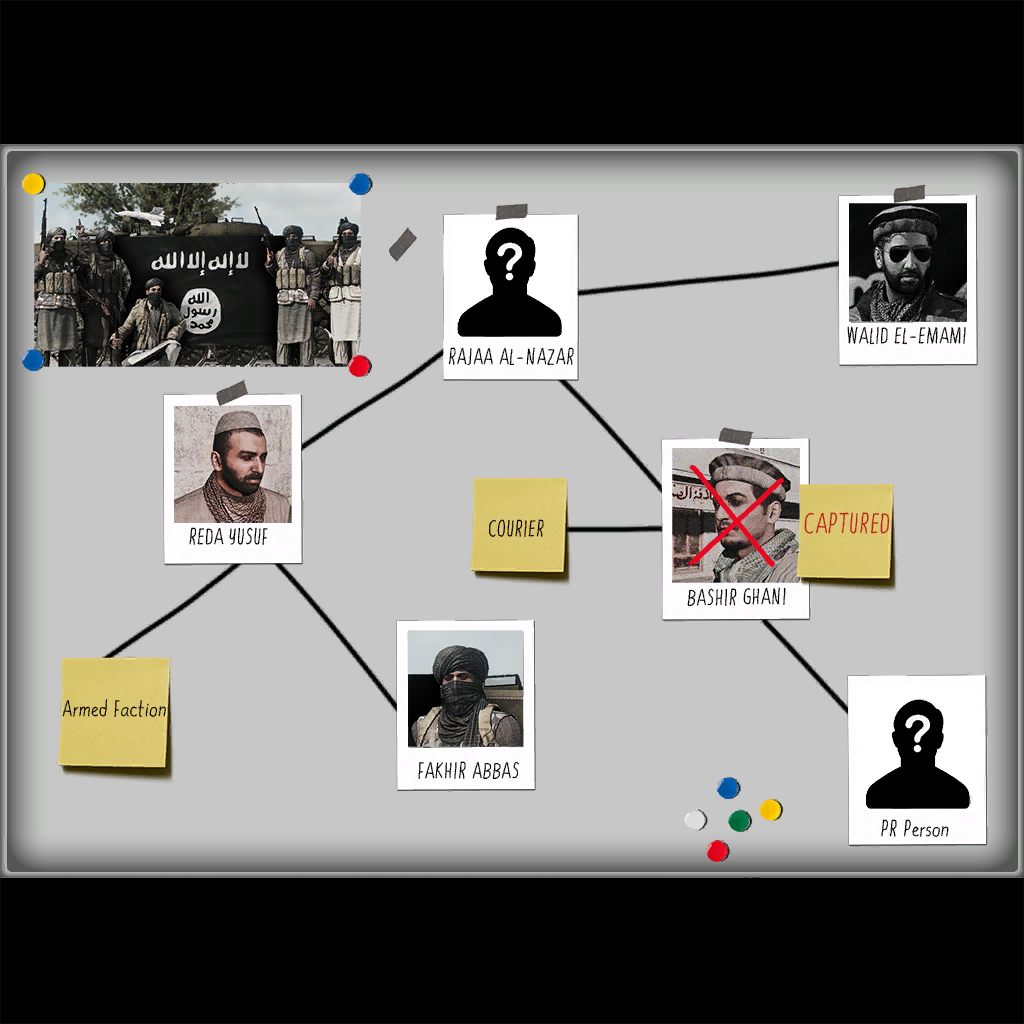 لا إله إلا الله
الله
رسول
محمد
RAJAA AL-NAZAR
WALID EL-EMAMI
REDA YUSUF
COURIER
CAPTURED
BASHIR GHANI
Armed Faction
FAKHIR ABBAS
PR Person